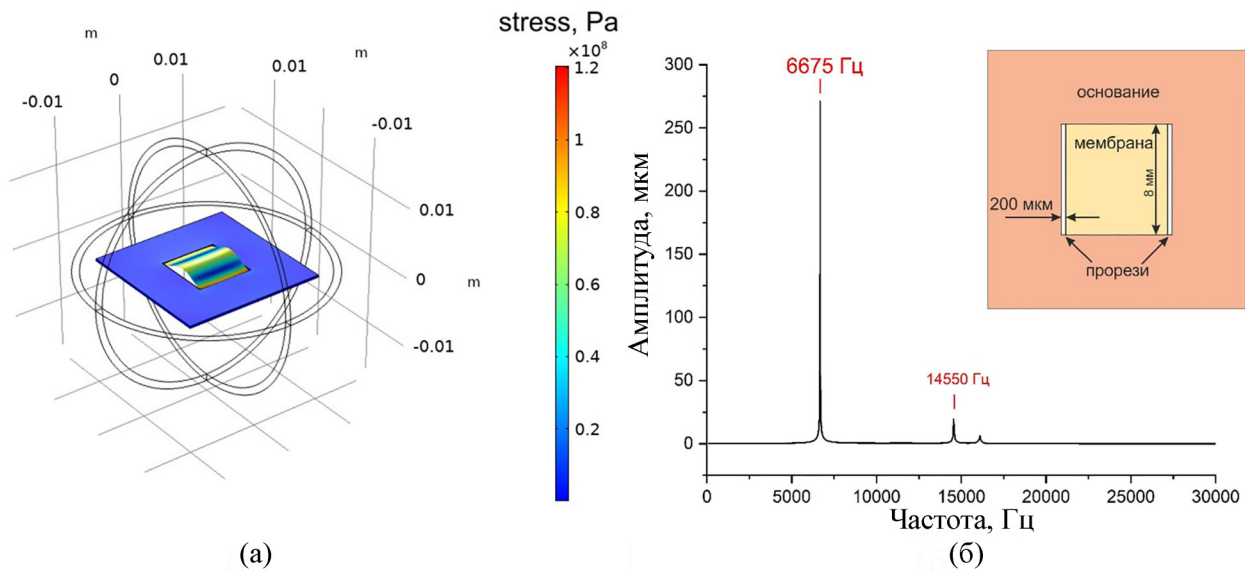 stress, Pa
×10⁸
m
m
0.01
0.01
0
-0.01
-0.01
0.01
0
m
-0.01
1.2
1
0.8
0.6
0.4
0.2
(а)
Амплитуда, мкм
300
250
200
150
100
50
0
6675 Гц
14550 Гц
основание
мембрана
8 мм
200 мкм
прорези
0
5000
10000
15000
20000
25000
30000
Частота, Гц
(б)